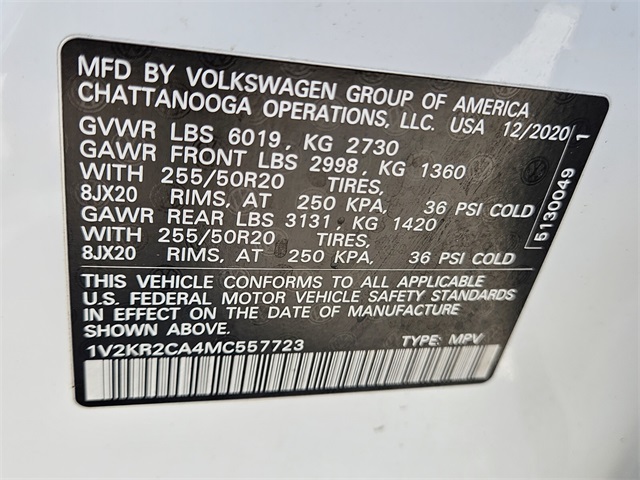 MFD BY VOLKSWAGEN GROUP OF AMERICA
CHATTANOOGA OPERATIONS, LLC. USA 12/2020
GVWR LBS 6019, KG 2730
GAWR FRONT LBS 2998, KG 1360
WITH 255/50R20 TIRES,
8JX20 RIMS, AT 250 KPA, 36 PSI COLD
GAWR REAR LBS 3131, KG 1420
WITH 255/50R20 TIRES,
8JX20 RIMS, AT 250 KPA, 36 PSI COLD
THIS VEHICLE CONFORMS TO ALL APPLICABLE
U.S. FEDERAL MOTOR VEHICLE SAFETY STANDARDS
IN EFFECT ON THE DATE OF MANUFACTURE
SHOWN ABOVE.
1V2KR2CA4MC557723 TYPE: MPV
5130049 1